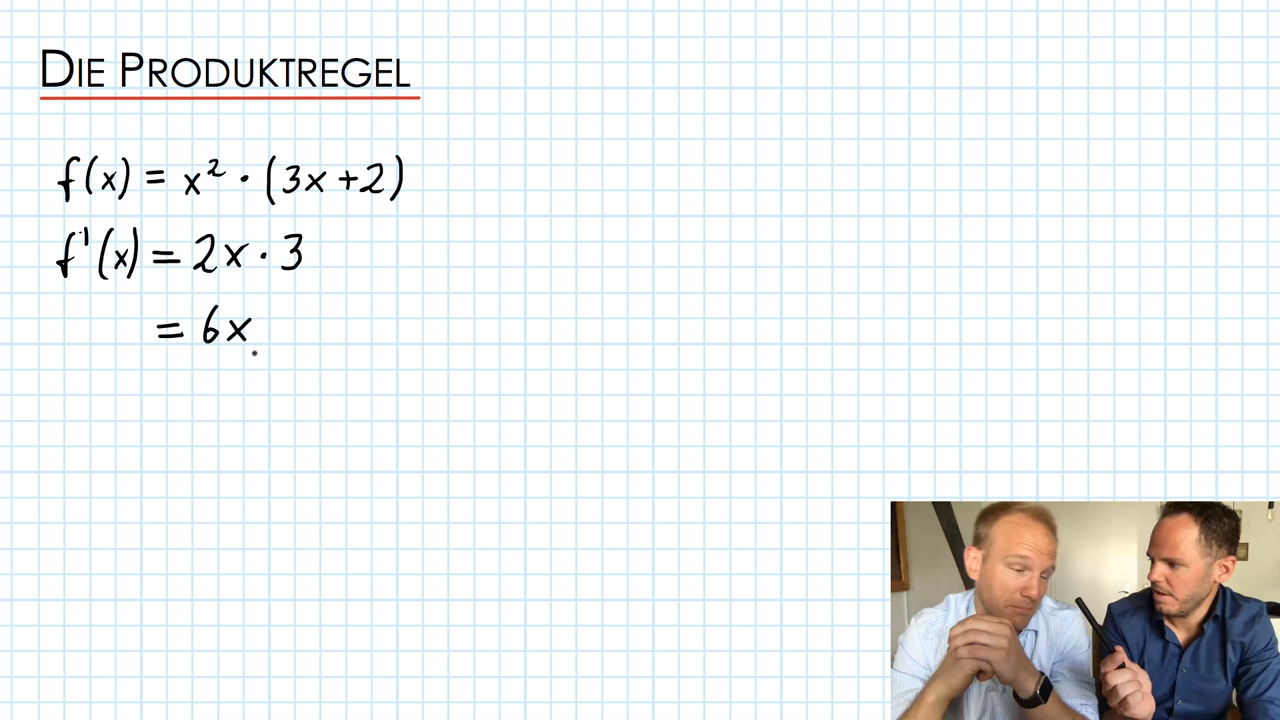 DIE PRODUKTREGEL
f(x) = x² · (3x + 2)
f'(x) = 2x · 3
= 6x